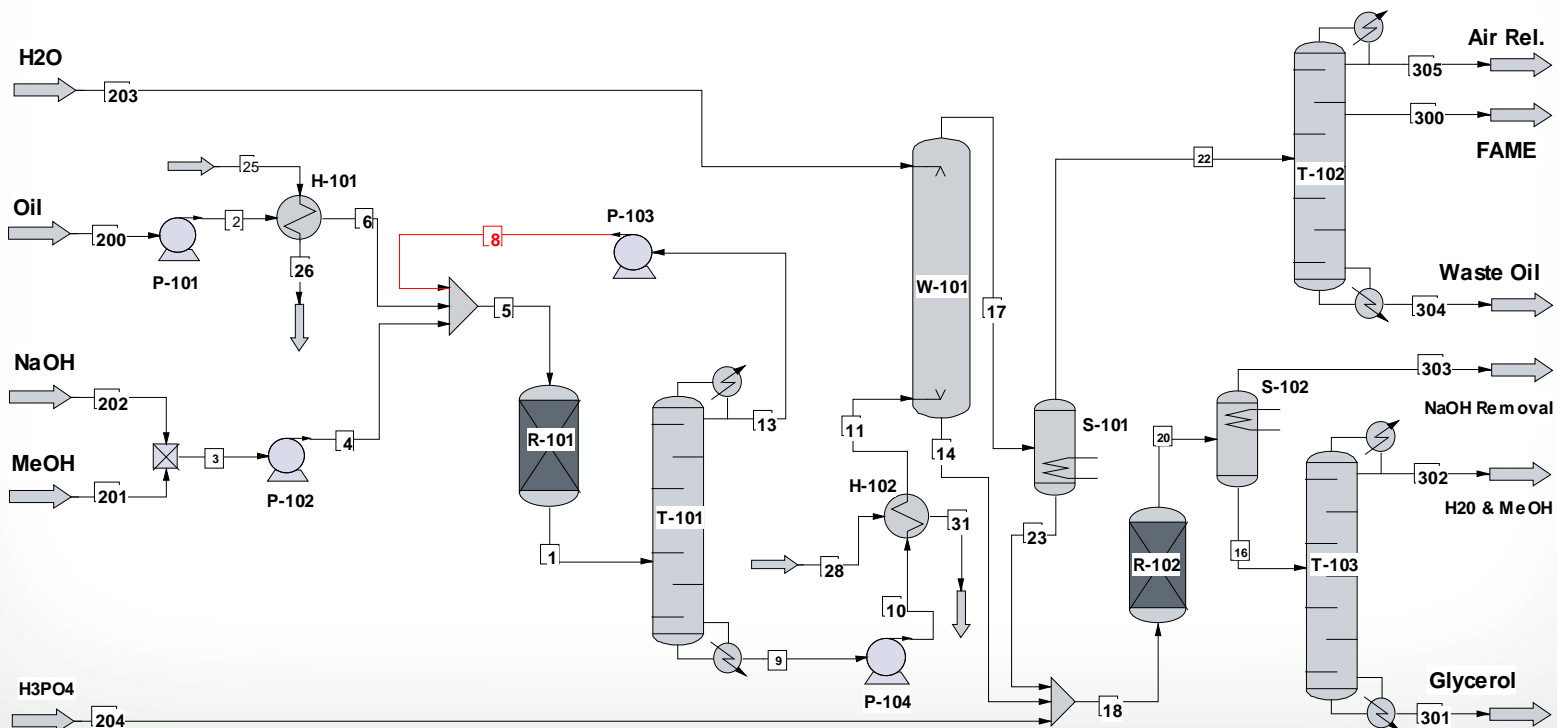 H2O
203
Air Rel.
305
300
FAME
22
T-102
25
H-101
Oil
200
2
6
P-101
26
P-103
8
5
W-101
17
Waste Oil
304
NaOH
202
MeOH
201
3
4
P-102
R-101
13
T-101
1
11
14
S-101
S-102
303
NaOH Removal
20
302
H20 & MeOH
H-102
31
28
10
23
R-102
16
T-103
9
P-104
18
Glycerol
301
H3PO4
204